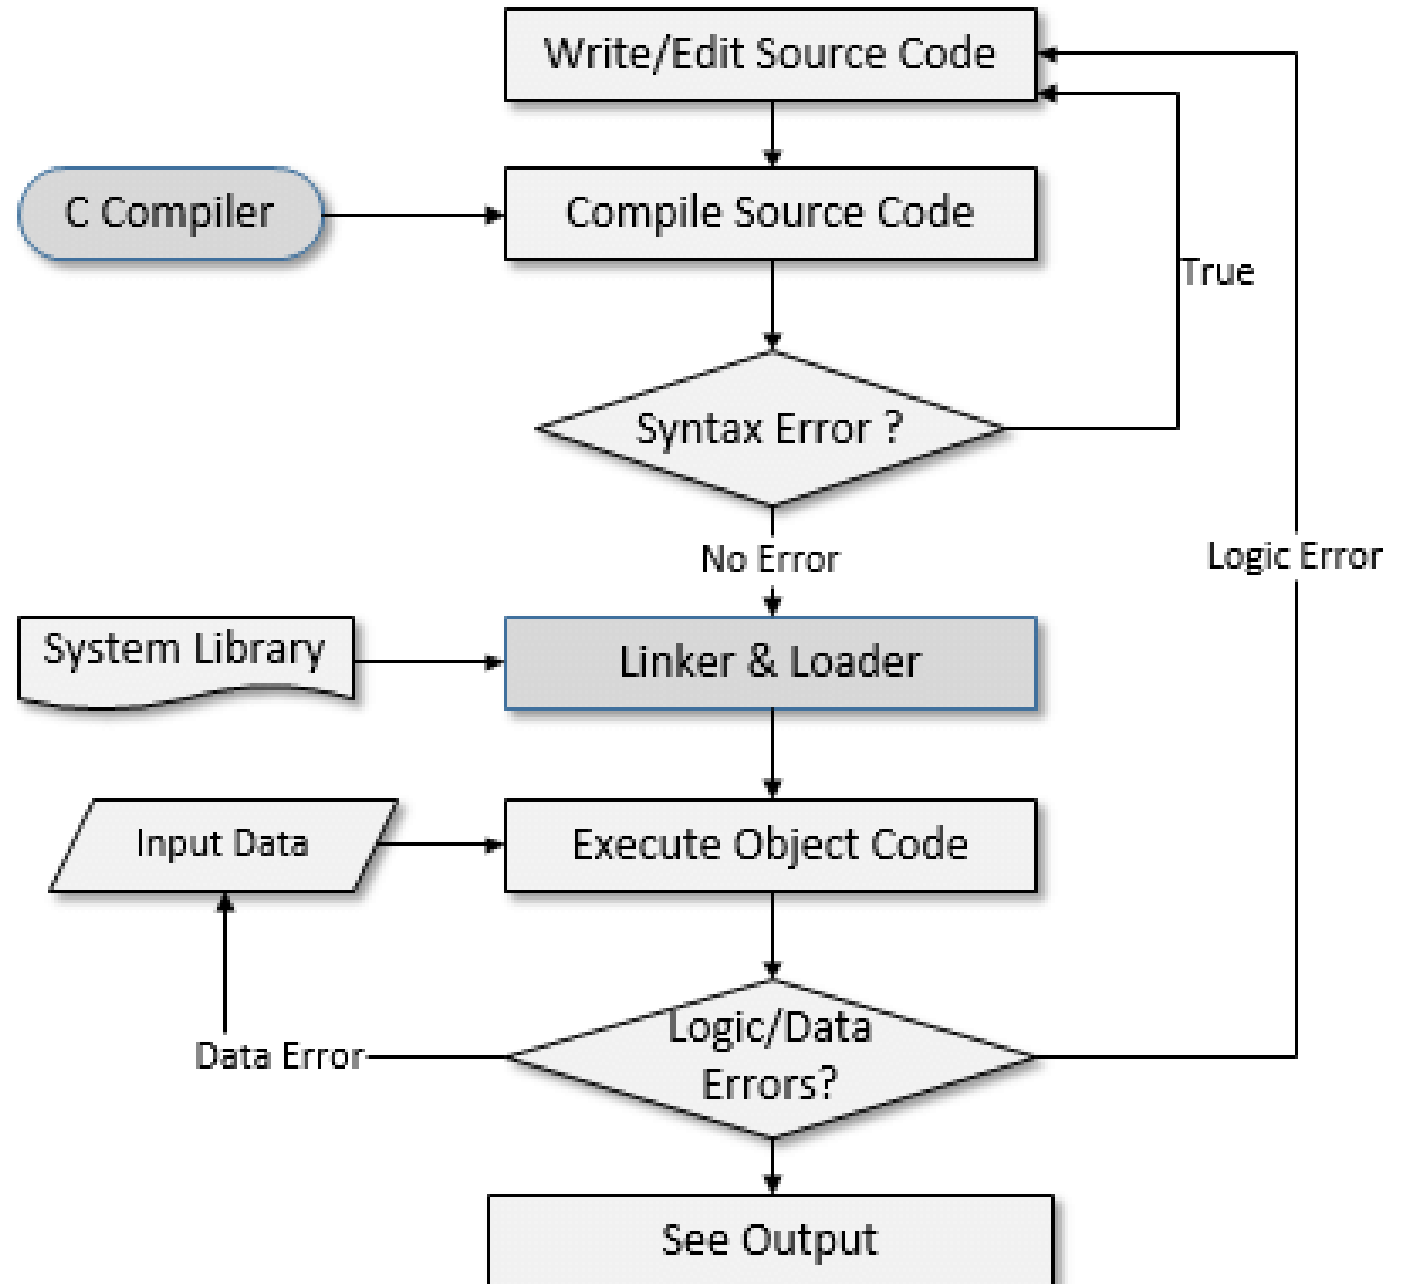 Write/Edit Source Code
C Compiler
Compile Source Code
True
Syntax Error ?
No Error
Logic Error
System Library
Linker & Loader
Input Data
Execute Object Code
Logic/Data
Errors?
Data Error
See Output